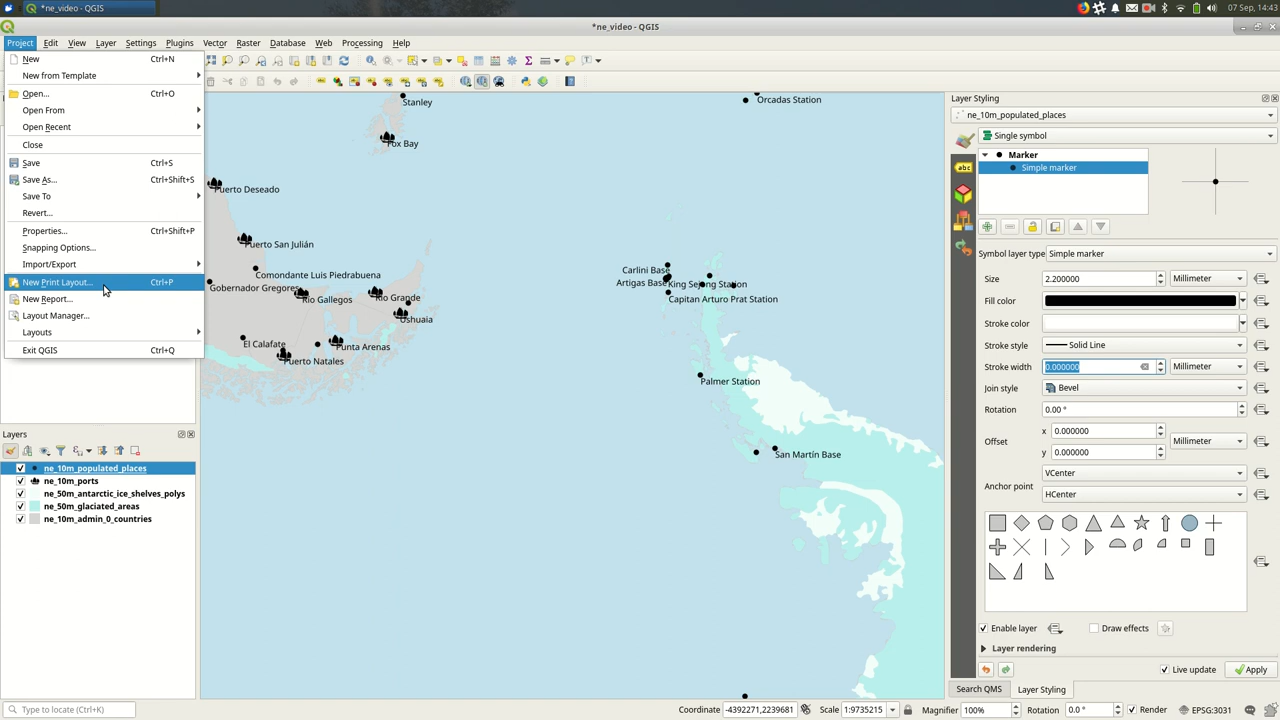 *ne_video - QGIS
07 Sep, 14:43
*ne_video - QGIS
Project Edit View Layer Settings Plugins Vector Raster Database Web Processing Help
New Ctrl+N
New from Template
Open... Ctrl+O
Open From
Open Recent
Close
Save Ctrl+S
Save As... Ctrl+Shift+S
Save To
Revert...
Properties... Ctrl+Shift+P
Snapping Options...
Import/Export
New Print Layout... Ctrl+P
New Report...
Layout Manager...
Layouts
Exit QGIS Ctrl+Q
Layers
ne_10m_populated_places
ne_10m_ports
ne_50m_antarctic_ice_shelves_polys
ne_50m_glaciated_areas
ne_10m_admin_0_countries
Stanley
Orcadas Station
Fox Bay
Puerto Deseado
Puerto San Julián
Comondante Luis Piedrabuena
Gobernador Gregores
Rio Gallegos
Rio Grande
Ushuaia
El Calafate
Punta Arenas
Puerto Natales
Carlini Base
Artigas Base
King Sejong Station
Capitan Arturo Prat Station
Palmer Station
San Martín Base
Layer Styling
ne_10m_populated_places
Single symbol
abc
Marker
Simple marker
Symbol layer type Simple marker
Size 2.200000 Millimeter
Fill color
Stroke color
Stroke style Solid Line
Stroke width 0.000000 Millimeter
Join style Bevel
Rotation 0.00 °
Offset x 0.000000 Millimeter
y 0.000000
Anchor point VCenter
HCenter
Enable layer Draw effects
Layer rendering
Live update Apply
Search QMS Layer Styling
Type to locate (Ctrl+K) Coordinate -4392271,2239681 Scale 1:9735215 Magnifier 100% Rotation 0.0 ° Render EPSG:3031